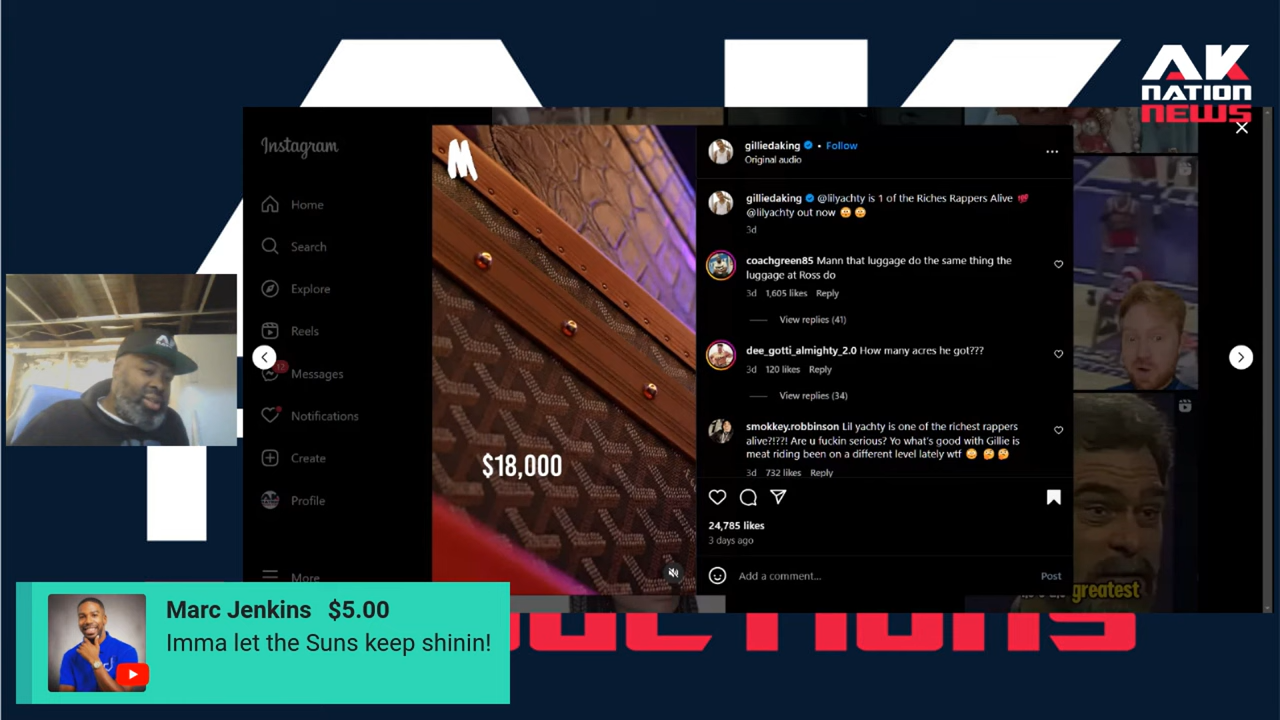 AK
NATION
NEWS
Instagram
Home
Search
Explore
Reels
12
Messages
Notifications
Create
Profile
More
M
$18,000
gilliedaking • Follow
Original audio
gilliedaking @lilyachty is 1 of the Riches Rappers Alive 💯
@lilyachty out now
3d
coachgreen85 Mann that luggage do the same thing the
luggage at Ross do
3d 1,605 likes Reply
View replies (41)
dee_gotti_almighty_2.0 How many acres he got???
3d 120 likes Reply
View replies (34)
smokkey.robbinson Lil yachty is one of the richest rappers
alive?!??! Are u fuckin serious? Yo what's good with Gillie is
meat riding been on a different level lately wtf
3d 732 likes Reply
24,785 likes
3 days ago
Add a comment... Post
greatest
Marc Jenkins $5.00
Imma let the Suns keep shinin!